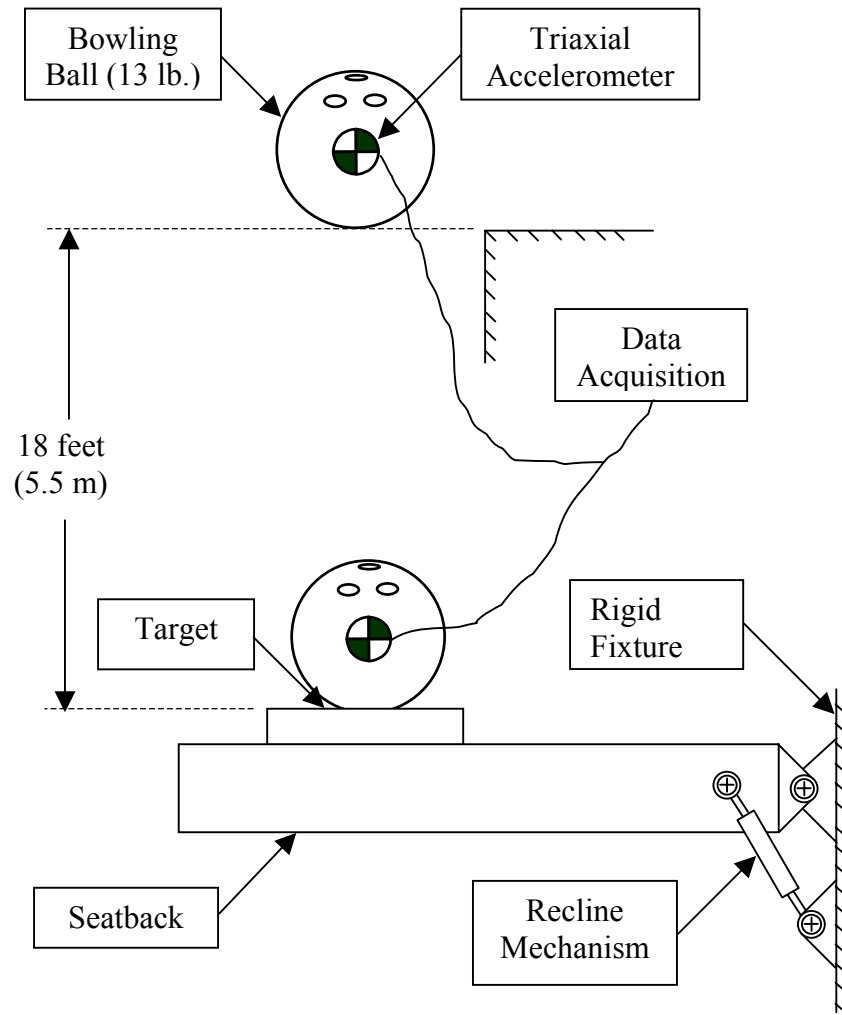 Bowling
Ball (13 lb.)
Triaxial
Accelerometer
Data
Acquisition
18 feet
(5.5 m)
Target
Rigid
Fixture
Seatback
Recline
Mechanism